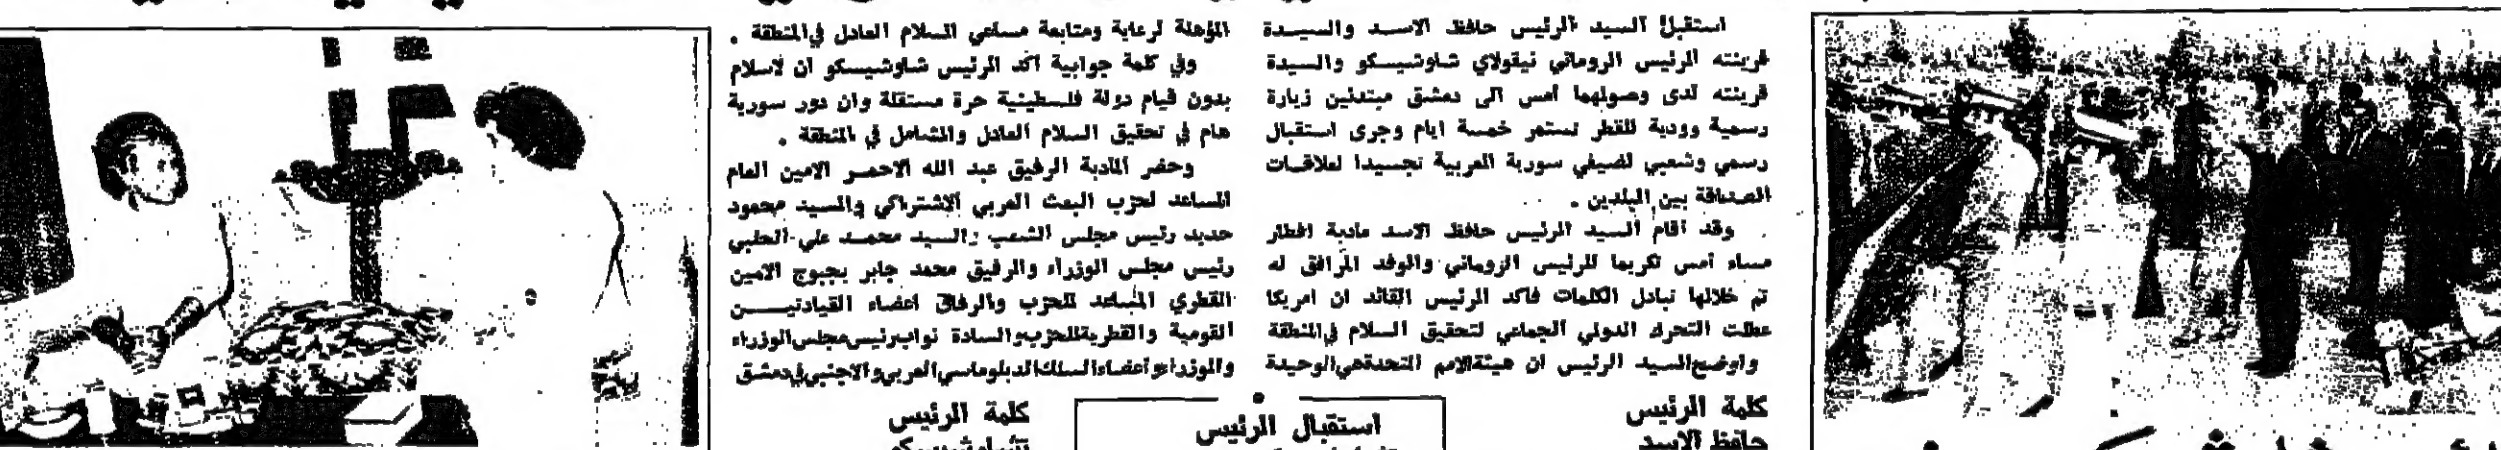 استقبل السيد الرئيس حافظ الاسد والسيدة
قرينته الرئيس الروماني نيقولاي شاوشيسكو والسيدة
قرينته لدى وصولهما امس الى دمشق مبتدئين زيارة
رسمية وودية للقطر تستمر خمسة ايام وجرى استقبال
رسمي وشعبي لضيفي سورية العربية تجسيدا لعلاقات
الصداقة بين البلدين .
وقد اقام السيد الرئيس حافظ الاسد مادبة افطار
مساء امس تكريما للرئيس الروماني والوفد المرافق له
تم خلالها تبادل الكلمات فاكد الرئيس القائد ان امريكا
عطلت التحرك الدولي الجماعي لتحقيق السلام في المنطقة
واوضح السيد الرئيس ان هيئة الامم المتحدة هي الوحيدة
المؤهلة لرعاية ومتابعة مساعي السلام العادل في المنطقة .
وفي كلمة جوابية اكد الرئيس شاوشيسكو ان لاسلام
بدون قيام دولة فلسطينية حرة مستقلة وان دور سورية
هام في تحقيق السلام العادل والشامل في المنطقة .
وحضر المادبة الرفيق عبد الله الاحمر الامين العام
المساعد لحزب البعث العربي الاشتراكي والسيد محمود
حديد رئيس مجلس الشعب والسيد محمد علي الحلبي
رئيس مجلس الوزراء والرفيق محمد جابر بجبوج الامين
القطري المساعد للحزب والرفاق اعضاء القيادتين
القومية والقطرية للحزب والسادة نواب رئيس مجلس الوزراء
والوزراء واعضاء السلك الدبلوماسي العربي والاجنبي في دمشق
كلمة الرئيس
حافظ الاسد
استقبال الرئيس
كلمة الرئيس